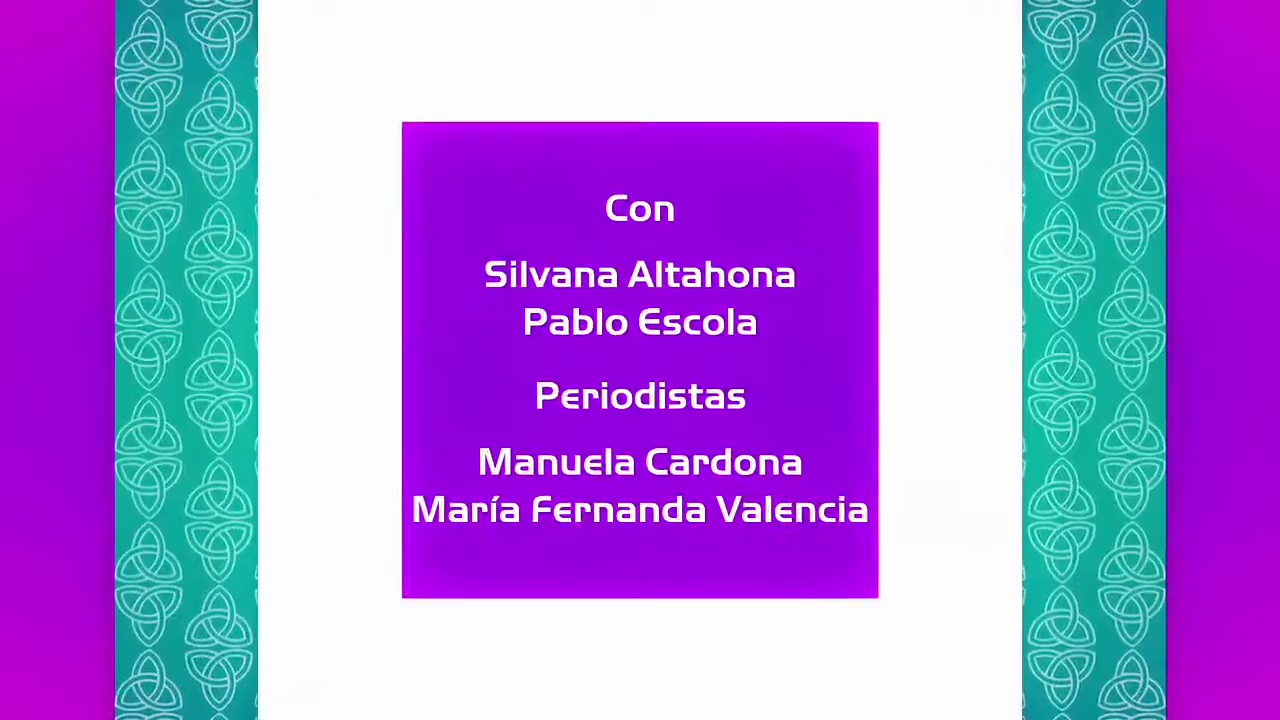 Con
Silvana Altahona
Pablo Escola
Periodistas
Manuela Cardona
María Fernanda Valencia